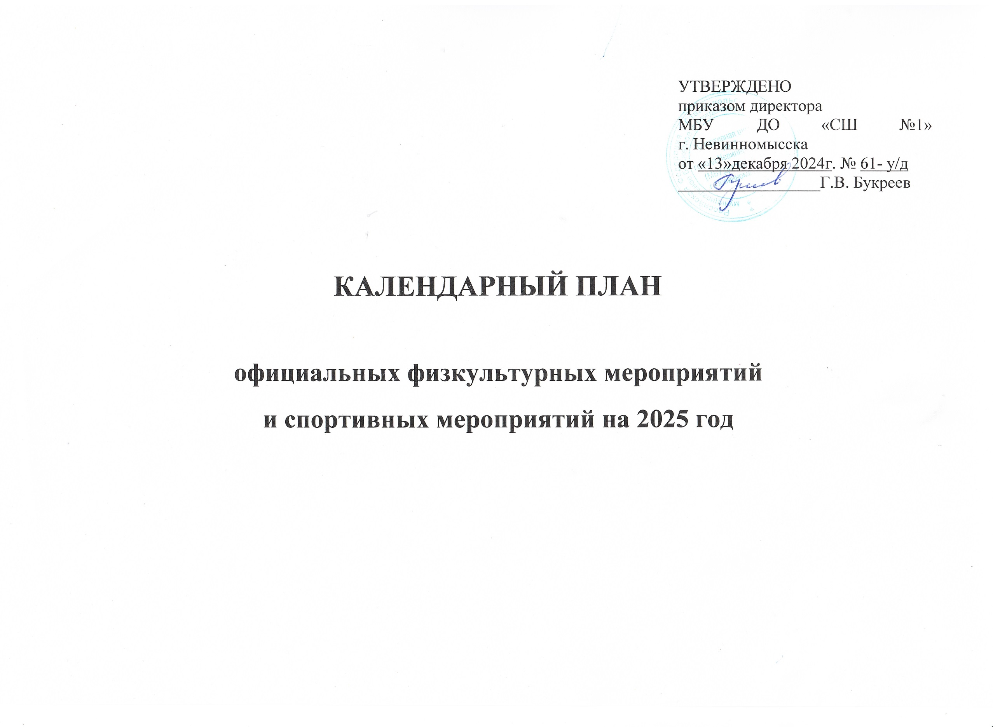 УТВЕРЖДЕНО
приказом директора
МБУ ДО «СШ №1»
г. Невинномысска
от «13»декабря 2024г. № 61- у/д
Г.В. Букреев
КАЛЕНДАРНЫЙ ПЛАН
официальных физкультурных мероприятий
и спортивных мероприятий на 2025 год